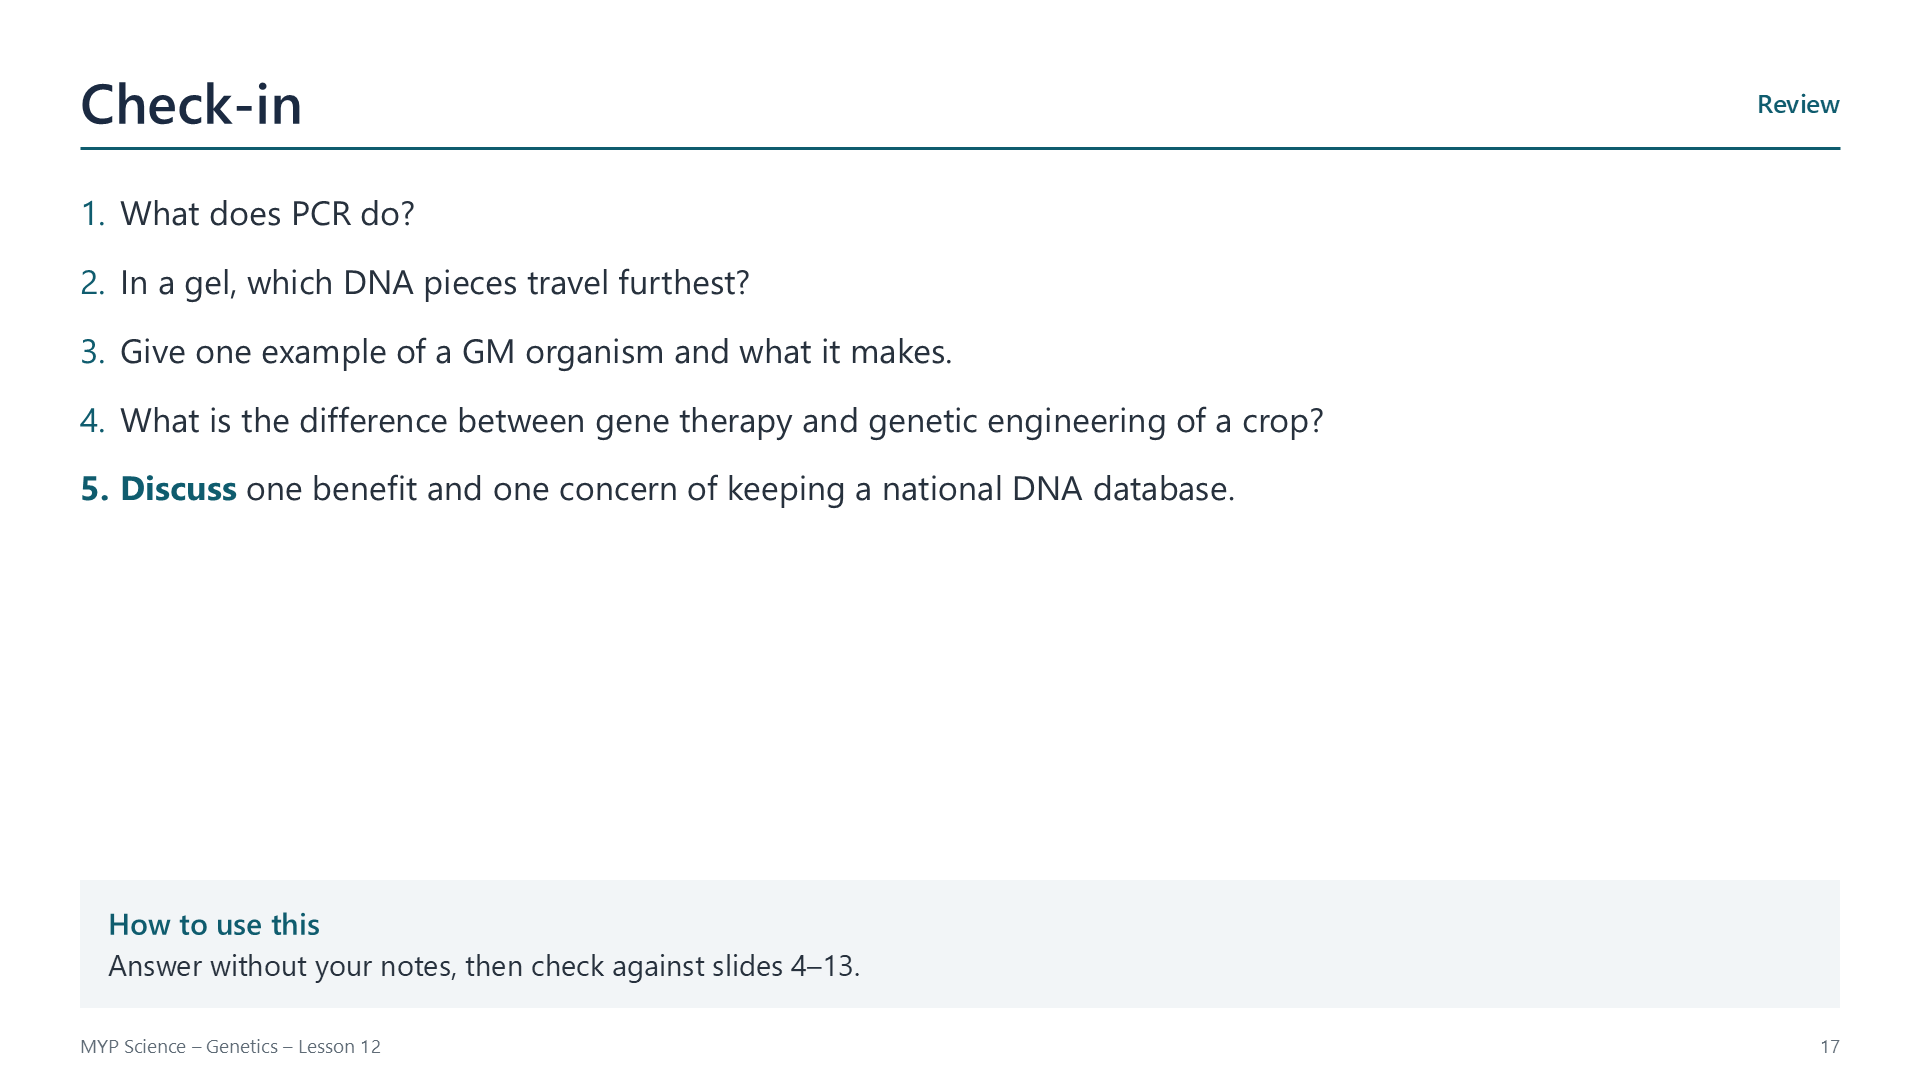 Check-in
Review
1. What does PCR do?
2. In a gel, which DNA pieces travel furthest?
3. Give one example of a GM organism and what it makes.
4. What is the difference between gene therapy and genetic engineering of a crop?
5. Discuss one benefit and one concern of keeping a national DNA database.
How to use this
Answer without your notes, then check against slides 4–13.
MYP Science – Genetics – Lesson 12
17